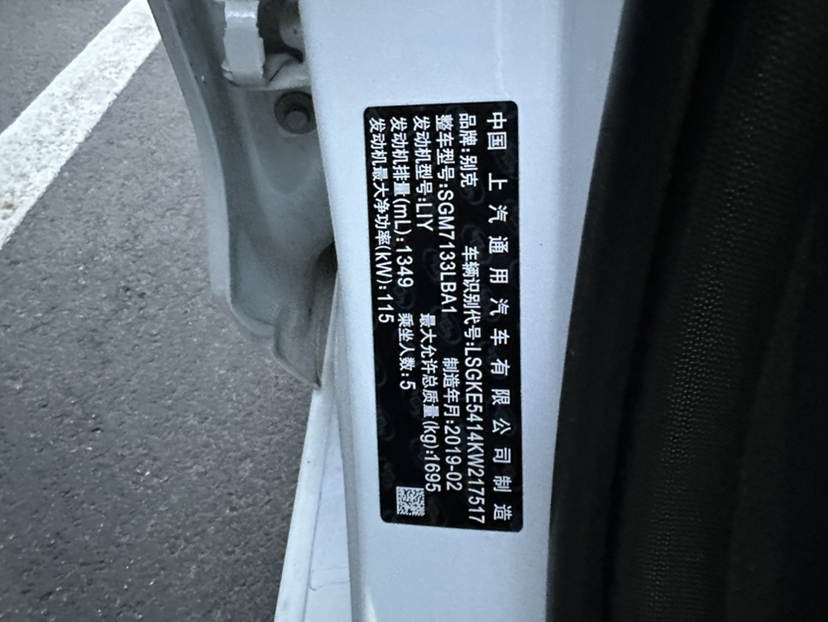 中国 上汽通用汽车有限公司制造
品牌:别克 车辆识别代号:LSGKE5414KW217517
整车型号:SGM7133LBA1 制造年月:2019-02
发动机型号:LIY 最大允许总质量(kg):1695
发动机排量(mL):1349 乘坐人数:5
发动机最大净功率(kW):115